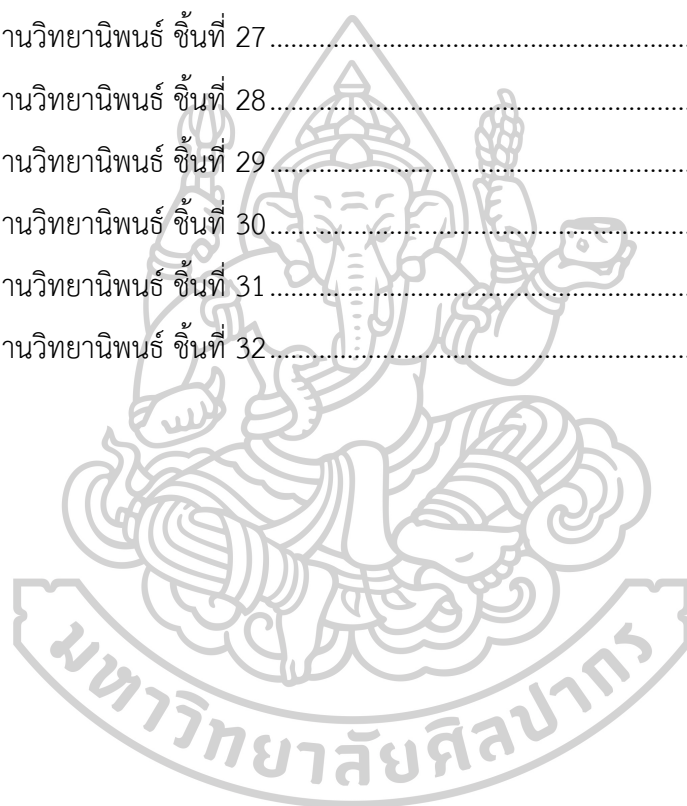 านวิทยานิพนธ์ ชิ้นที่ 27........................................................................
านวิทยานิพนธ์ ชิ้นที่ 28........................................................................
านวิทยานิพนธ์ ชิ้นที่ 29........................................................................
านวิทยานิพนธ์ ชิ้นที่ 30........................................................................
านวิทยานิพนธ์ ชิ้นที่ 31........................................................................
านวิทยานิพนธ์ ชิ้นที่ 32........................................................................
มหาวิทยาลัยศิลปากร